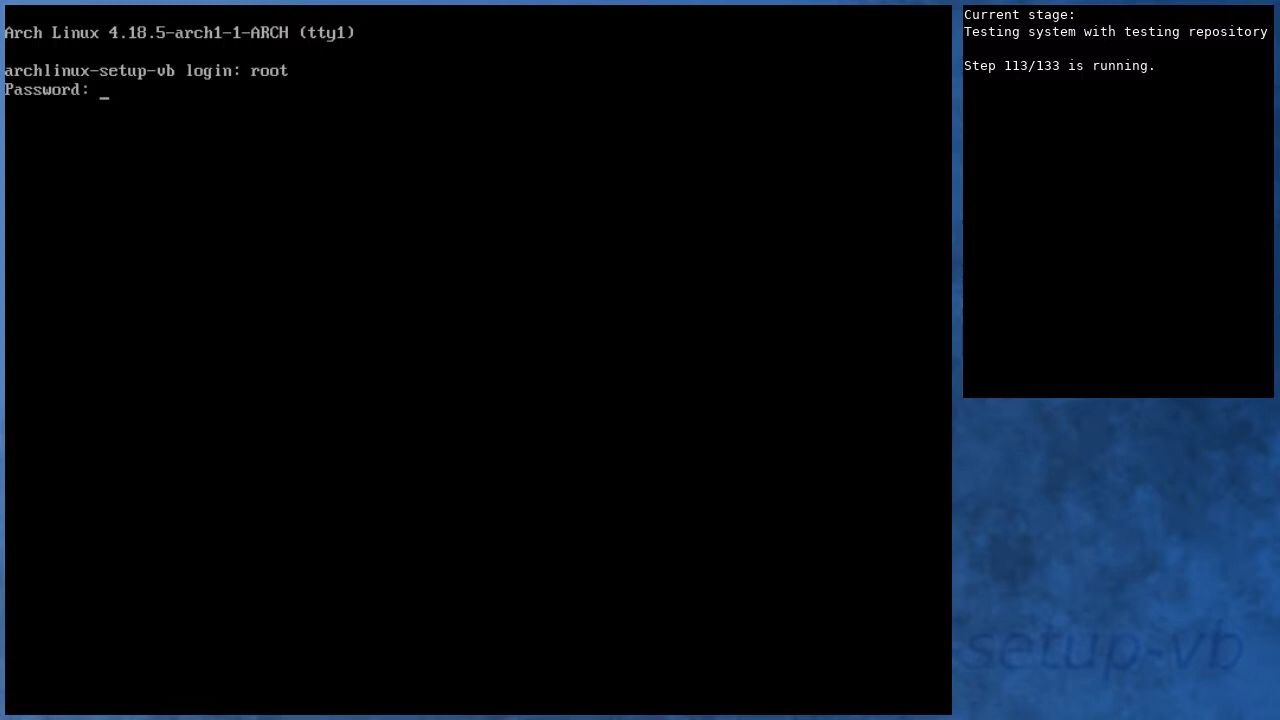 Arch Linux 4.18.5-arch1-1-ARCH (tty1)
archlinux-setup-vb login: root
Password: _
Current stage:
Testing system with testing repository
Step 113/133 is running.
setup-vb